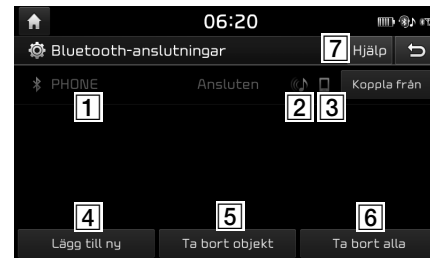 06:20
Bluetooth-anslutningar 7 Hjälp
PHONE Ansluten Koppla från
1 2 3
4 5 6
Lägg till ny Ta bort objekt Ta bort alla